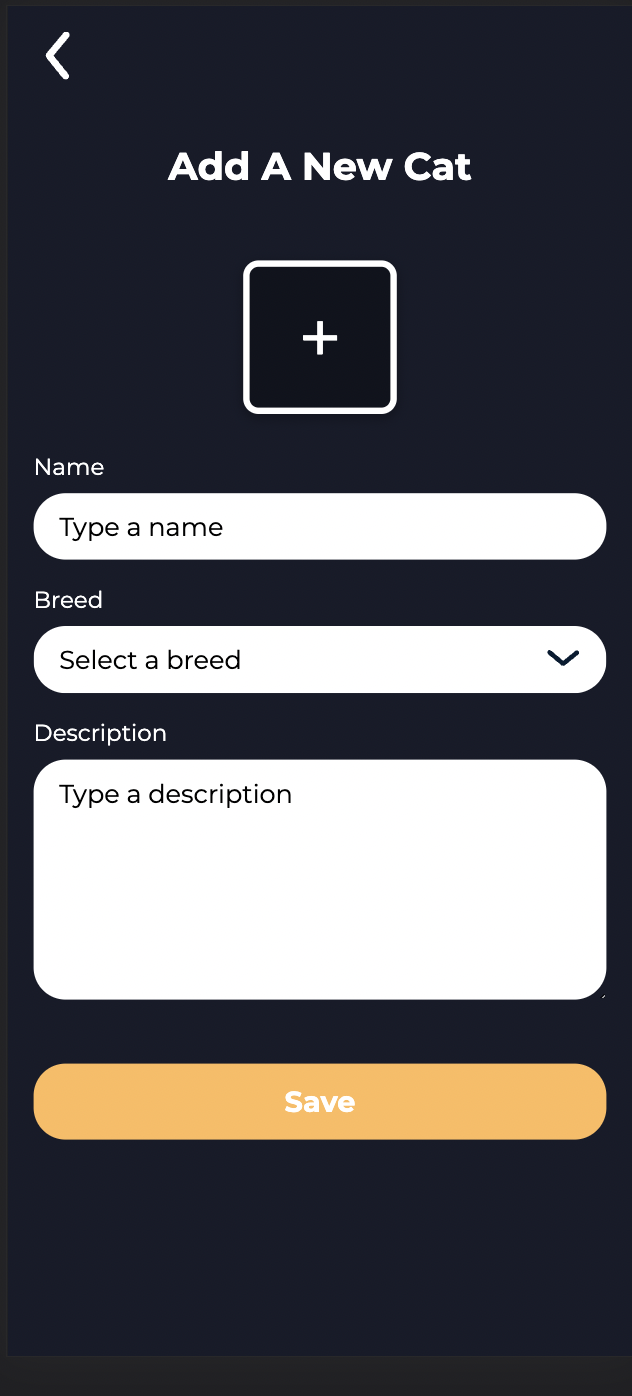 Add A New Cat
+
Name
Type a name
Breed
Select a breed
Description
Type a description
Save